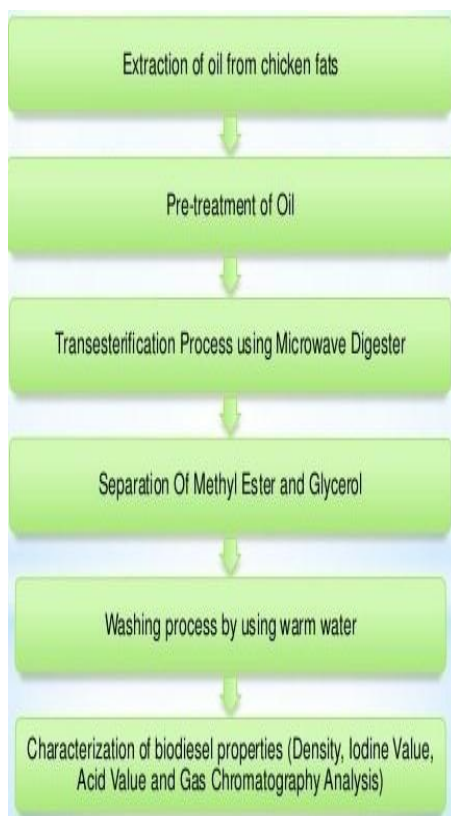 Extraction of oil from chicken fats
Pre-treatment of Oil
Transesterification Process using Microwave Digester
Separation Of Methyl Ester and Glycerol
Washing process by using warm water
Characterization of biodiesel properties (Density, Iodine Value,
Acid Value and Gas Chromatography Analysis)